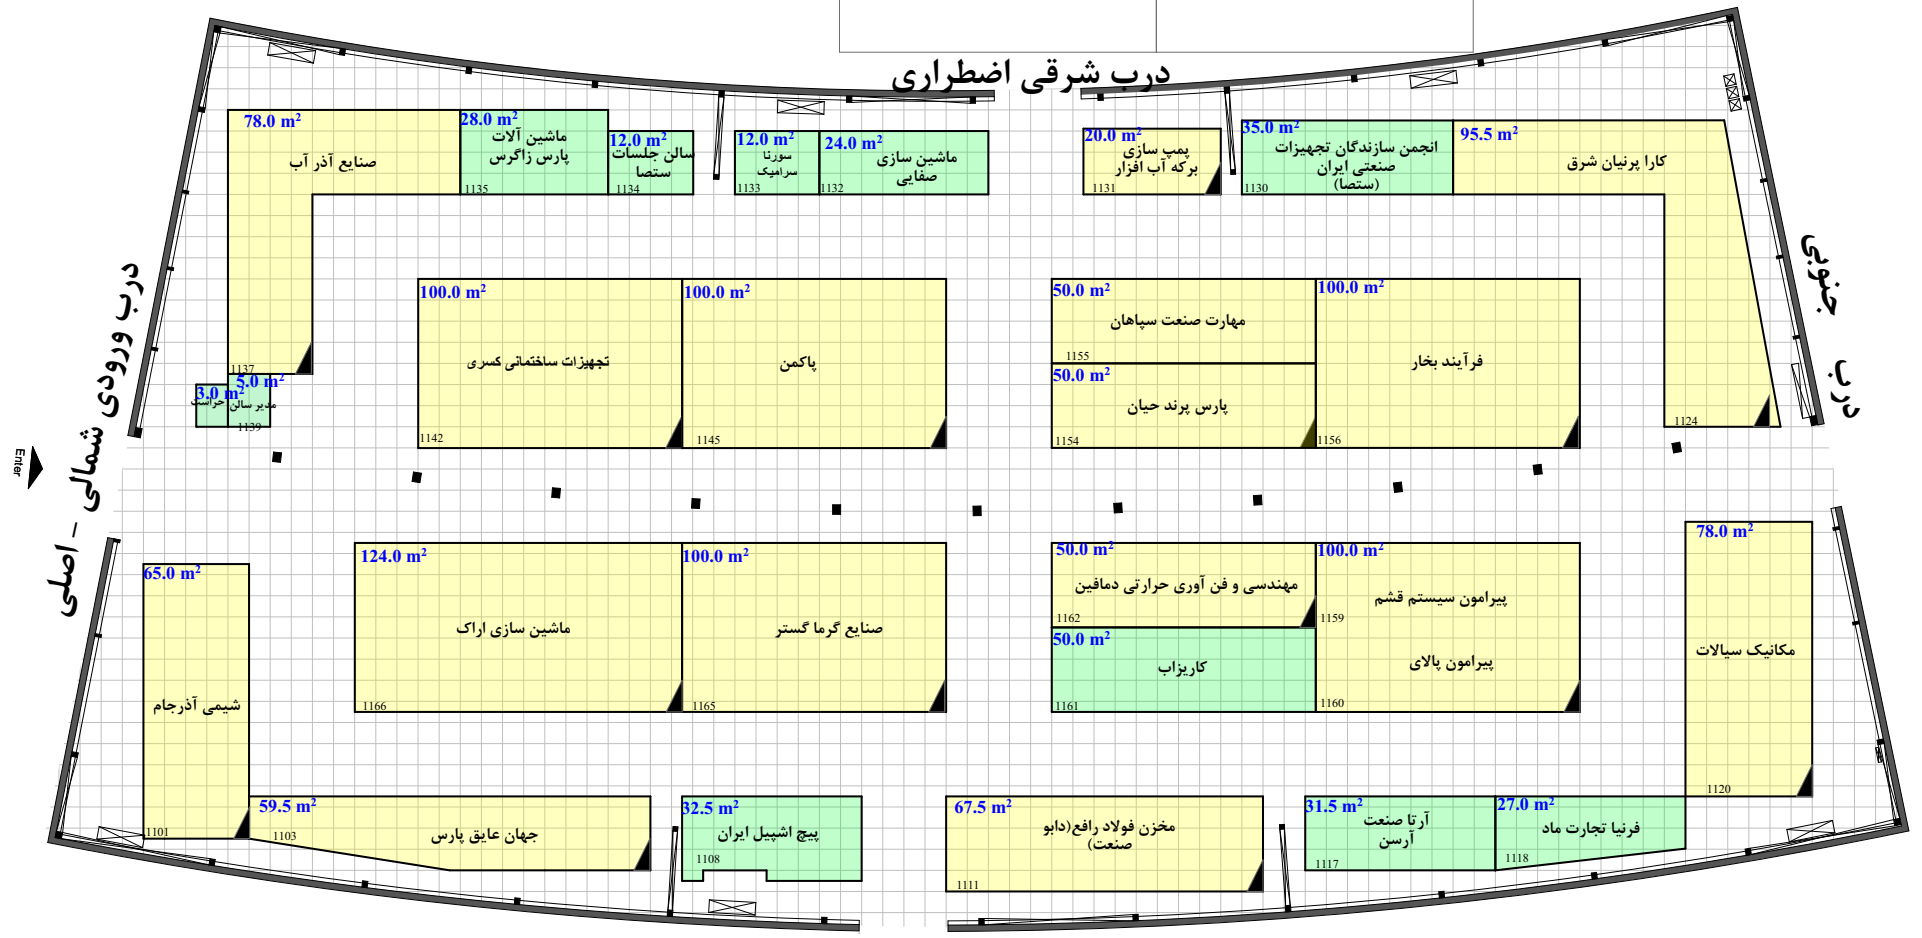 درب شرقی اضطراری
درب ورودی شمالی - اصلی
Enter
درب جنوبی
78.0 m²
صنایع آذر آب
1137
28.0 m²
ماشین آلات
پارس زاگرس
1135
12.0 m²
سالن جلسات
ستصا
1134
12.0 m²
سورنا
سرامیک
1133
24.0 m²
ماشین سازی
صفایی
1132
20.0 m²
پمپ سازی
برکه آب افزار
1131
35.0 m²
انجمن سازندگان تجهیزات
صنعتی ایران
(ستصا)
1130
95.5 m²
کارا پرنیان شرق
1124
3.0 m²
حراست
5.0 m²
مدیر سالن
1139
100.0 m²
تجهیزات ساختمانی کسری
1142
100.0 m²
پاکمن
1145
50.0 m²
مهارت صنعت سپاهان
1155
50.0 m²
پارس پرند حیان
1154
100.0 m²
فرآیند بخار
1156
65.0 m²
شیمی آذرجام
1101
124.0 m²
ماشین سازی اراک
1166
100.0 m²
صنایع گرما گستر
1165
50.0 m²
مهندسی و فن آوری حرارتی دمافین
1162
50.0 m²
کاریزاب
1161
100.0 m²
پیرامون سیستم قشم
1159
پیرامون پالای
1160
78.0 m²
مکانیک سیالات
1120
59.5 m²
جهان عایق پارس
1103
32.5 m²
پیچ اشپیل ایران
1108
67.5 m²
مخزن فولاد رافع(دابو
صنعت)
1111
31.5 m²
آرتا صنعت
آرسن
1117
27.0 m²
فرنیا تجارت ماد
1118